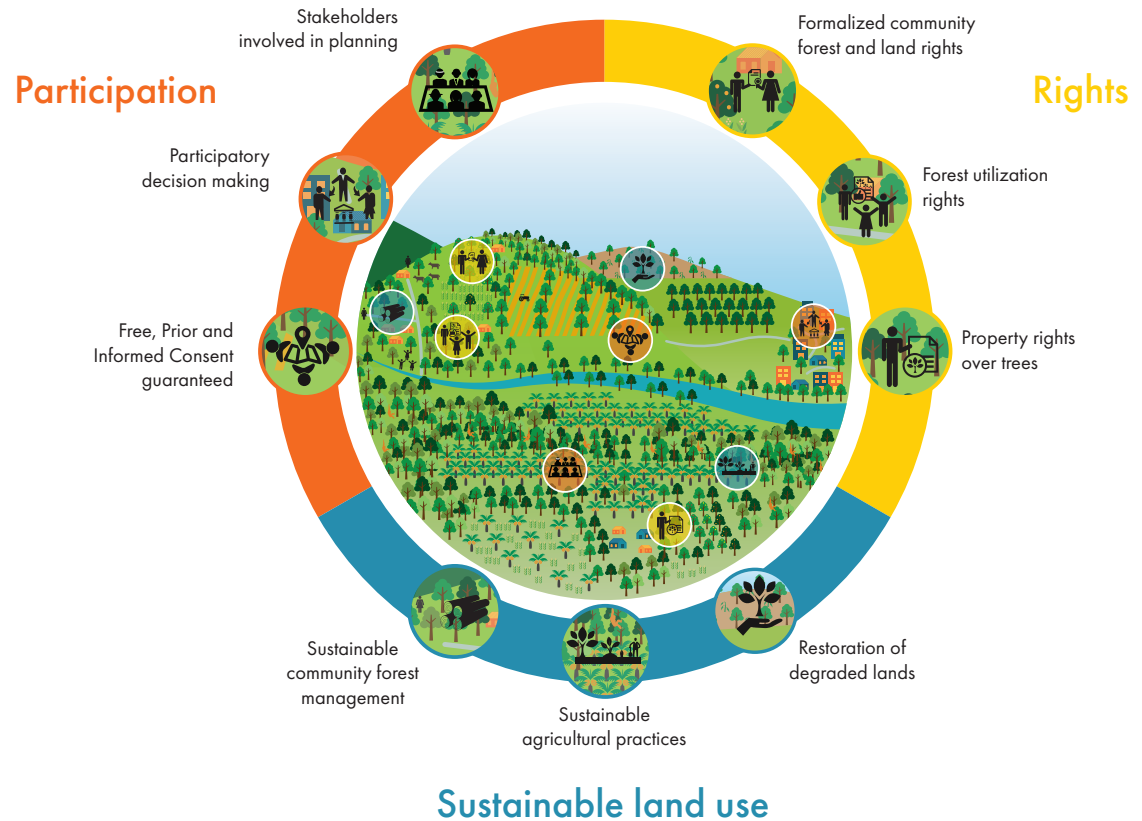 Participation
Stakeholders
involved in planning
Participatory
decision making
Free, Prior and
Informed Consent
guaranteed
Rights
Formalized community
forest and land rights
Forest utilization
rights
Property rights
over trees
Sustainable
community forest
management
Sustainable
agricultural practices
Restoration of
degraded lands
Sustainable land use